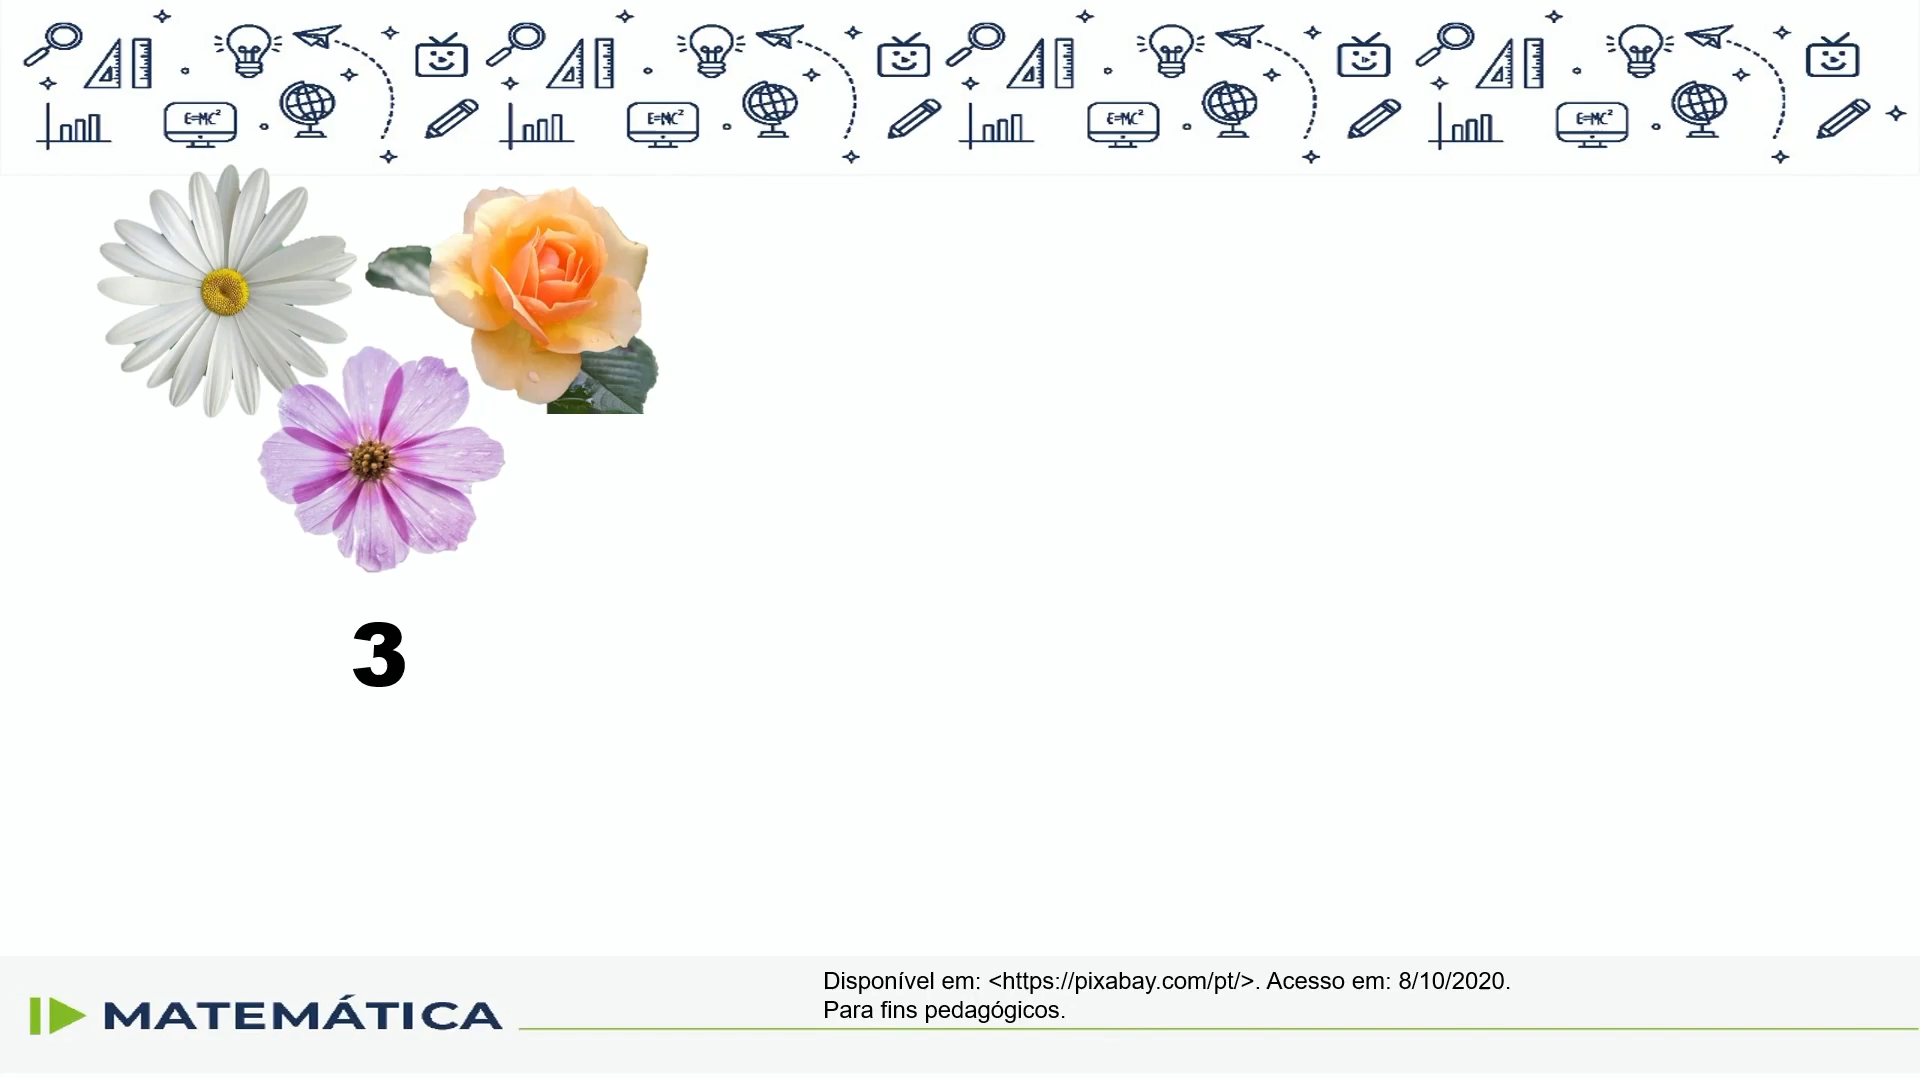 E=MC² E=MC² E=MC² E=MC²
3
Disponível em: <https://pixabay.com/pt/>. Acesso em: 8/10/2020.
Para fins pedagógicos.
MATEMÁTICA